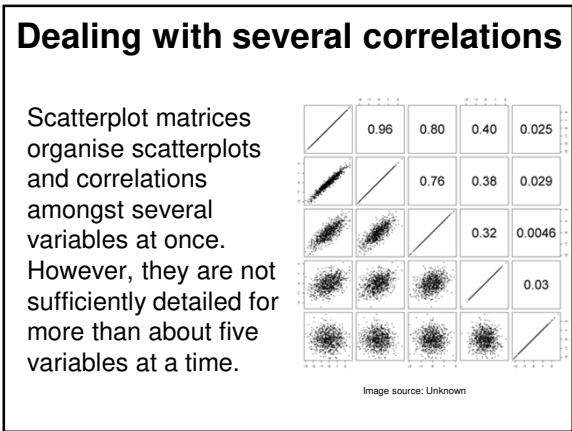 Dealing with several correlations
Scatterplot matrices
organise scatterplots
and correlations
amongst several
variables at once.
However, they are not
sufficiently detailed for
more than about five
variables at a time.
0.96 0.80 0.40 0.025
0.76 0.38 0.029
0.32 0.0046
0.03
Image source: Unknown